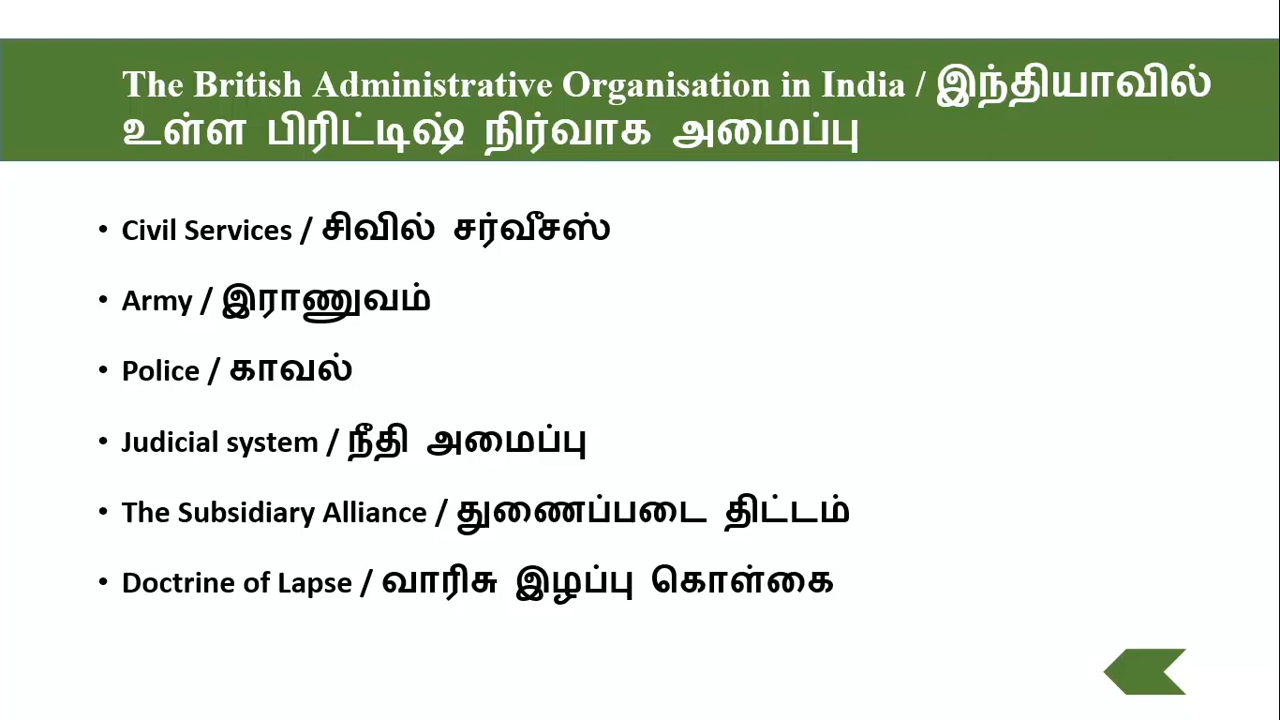 The British Administrative Organisation in India / இந்தியாவில்
உள்ள பிரிட்டிஷ் நிர்வாக அமைப்பு
• Civil Services / சிவில் சர்வீசஸ்
• Army / இராணுவம்
• Police / காவல்
• Judicial system / நீதி அமைப்பு
• The Subsidiary Alliance / துணைப்படை திட்டம்
• Doctrine of Lapse / வாரிசு இழப்பு கொள்கை